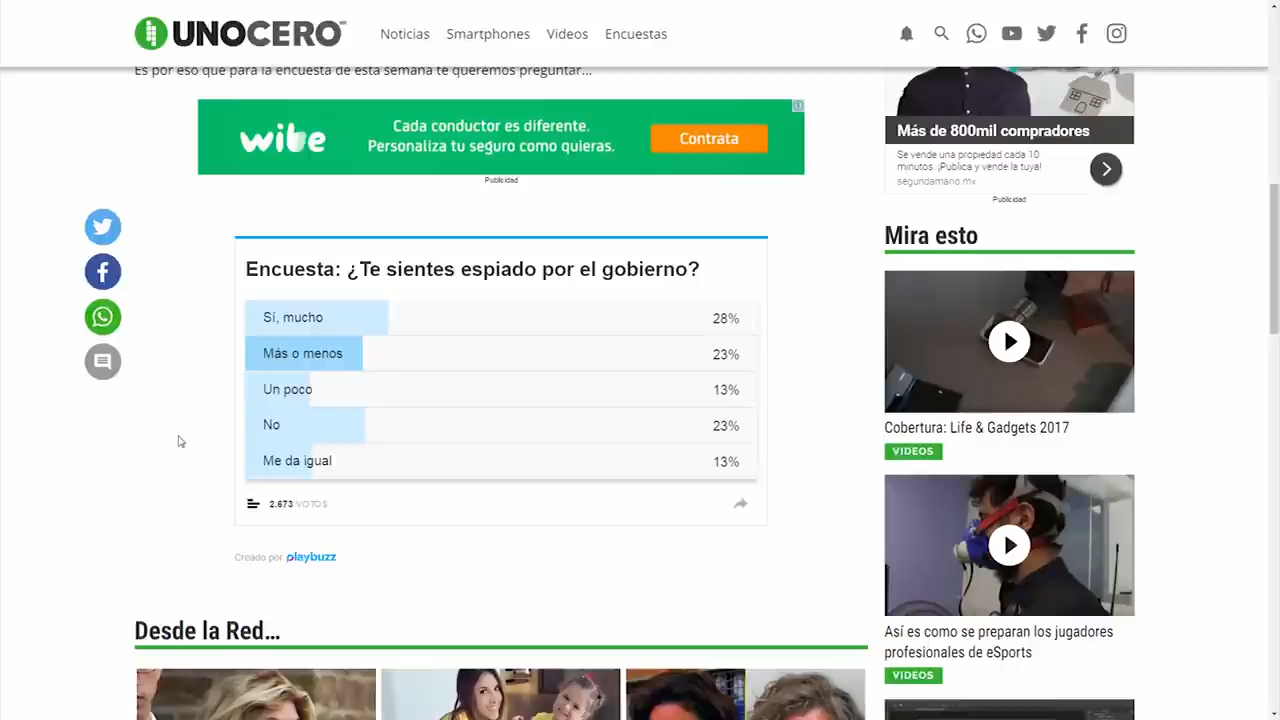 UNOCERO
Noticias
Smartphones
Videos
Encuestas
Es por eso que para la encuesta de esta semana te queremos preguntar...
wibe
Cada conductor es diferente.
Personaliza tu seguro como quieras.
Contrata
Publicidad
Encuesta: ¿Te sientes espiado por el gobierno?
Sí, mucho 28%
Más o menos 23%
Un poco 13%
No 23%
Me da igual 13%
2.673 VOTOS
Creado por playbuzz
Desde la Red...
Más de 800mil compradores
Se vende una propiedad cada 10
minutos. ¡Publica y vende la tuya!
segundamano.mx
Publicidad
Mira esto
Cobertura: Life & Gadgets 2017
VIDEOS
Así es como se preparan los jugadores
profesionales de eSports
VIDEOS